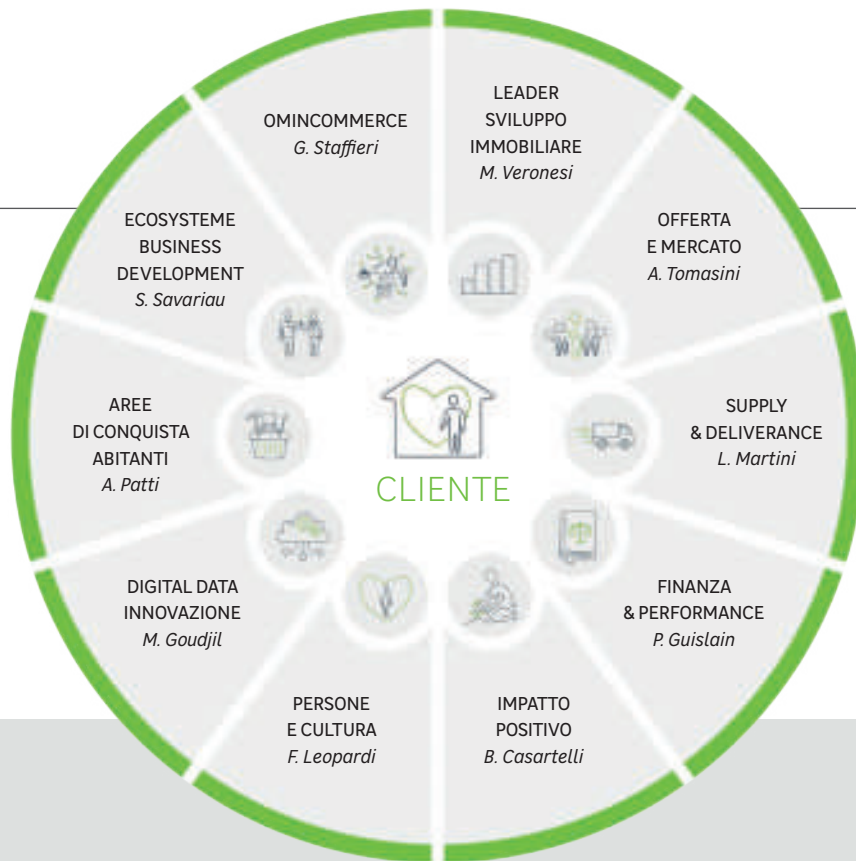 LEADER
SVILUPPO
IMMOBILIARE
M. Veronesi
OFFERTA
E MERCATO
A. Tomasini
SUPPLY
& DELIVERANCE
L. Martini
FINANZA
& PERFORMANCE
P. Guislain
IMPATTO
POSITIVO
B. Casartelli
PERSONE
E CULTURA
F. Leopardi
DIGITAL DATA
INNOVAZIONE
M. Goudjil
AREE
DI CONQUISTA
ABITANTI
A. Patti
ECOSYSTEME
BUSINESS
DEVELOPMENT
S. Savariau
OMINCOMMERCE
G. Staffieri
CLIENTE